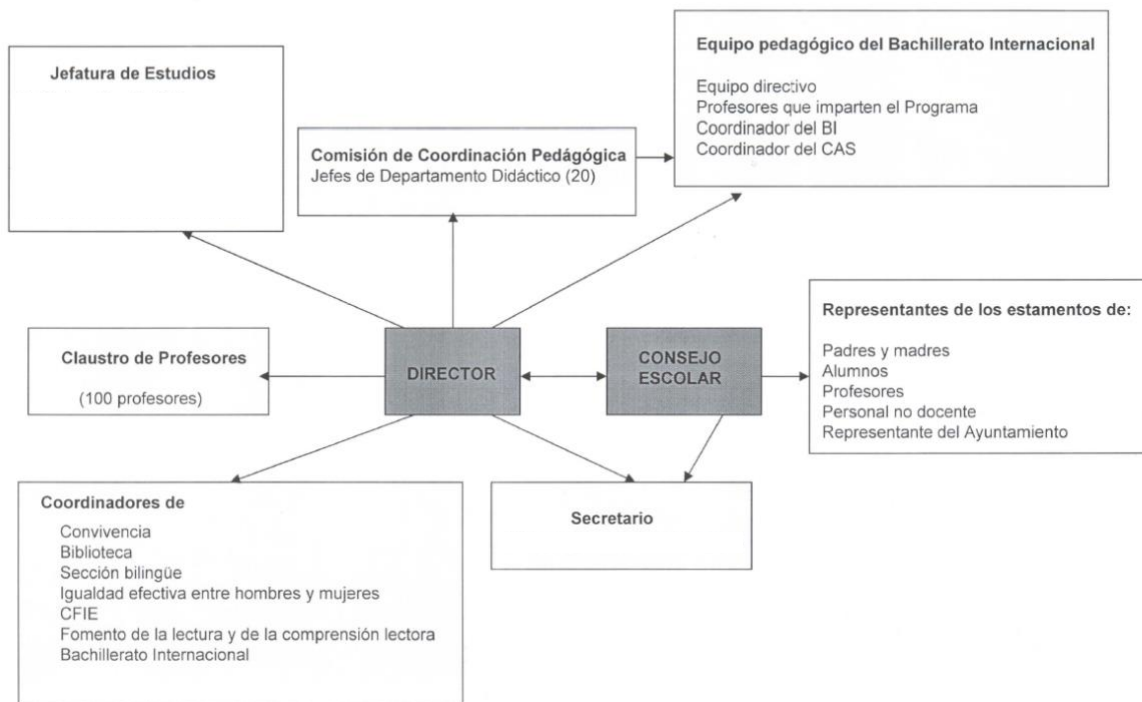 Jefatura de Estudios
Comisión de Coordinación Pedágógica
Jefes de Departamento Didáctico (20)
Equipo pedagógico del Bachillerato Internacional
Equipo directivo
Profesores que imparten el Programa
Coordinador del BI
Coordinador del CAS
Claustro de Profesores
(100 profesores)
DIRECTOR
CONSEJO
ESCOLAR
Representantes de los estamentos de:
Padres y madres
Alumnos
Profesores
Personal no docente
Representante del Ayuntamiento
Coordinadores de
Convivencia
Biblioteca
Sección bilingüe
Igualdad efectiva entre hombres y mujeres
CFIE
Fomento de la lectura y de la comprensión lectora
Bachillerato Internacional
Secretario